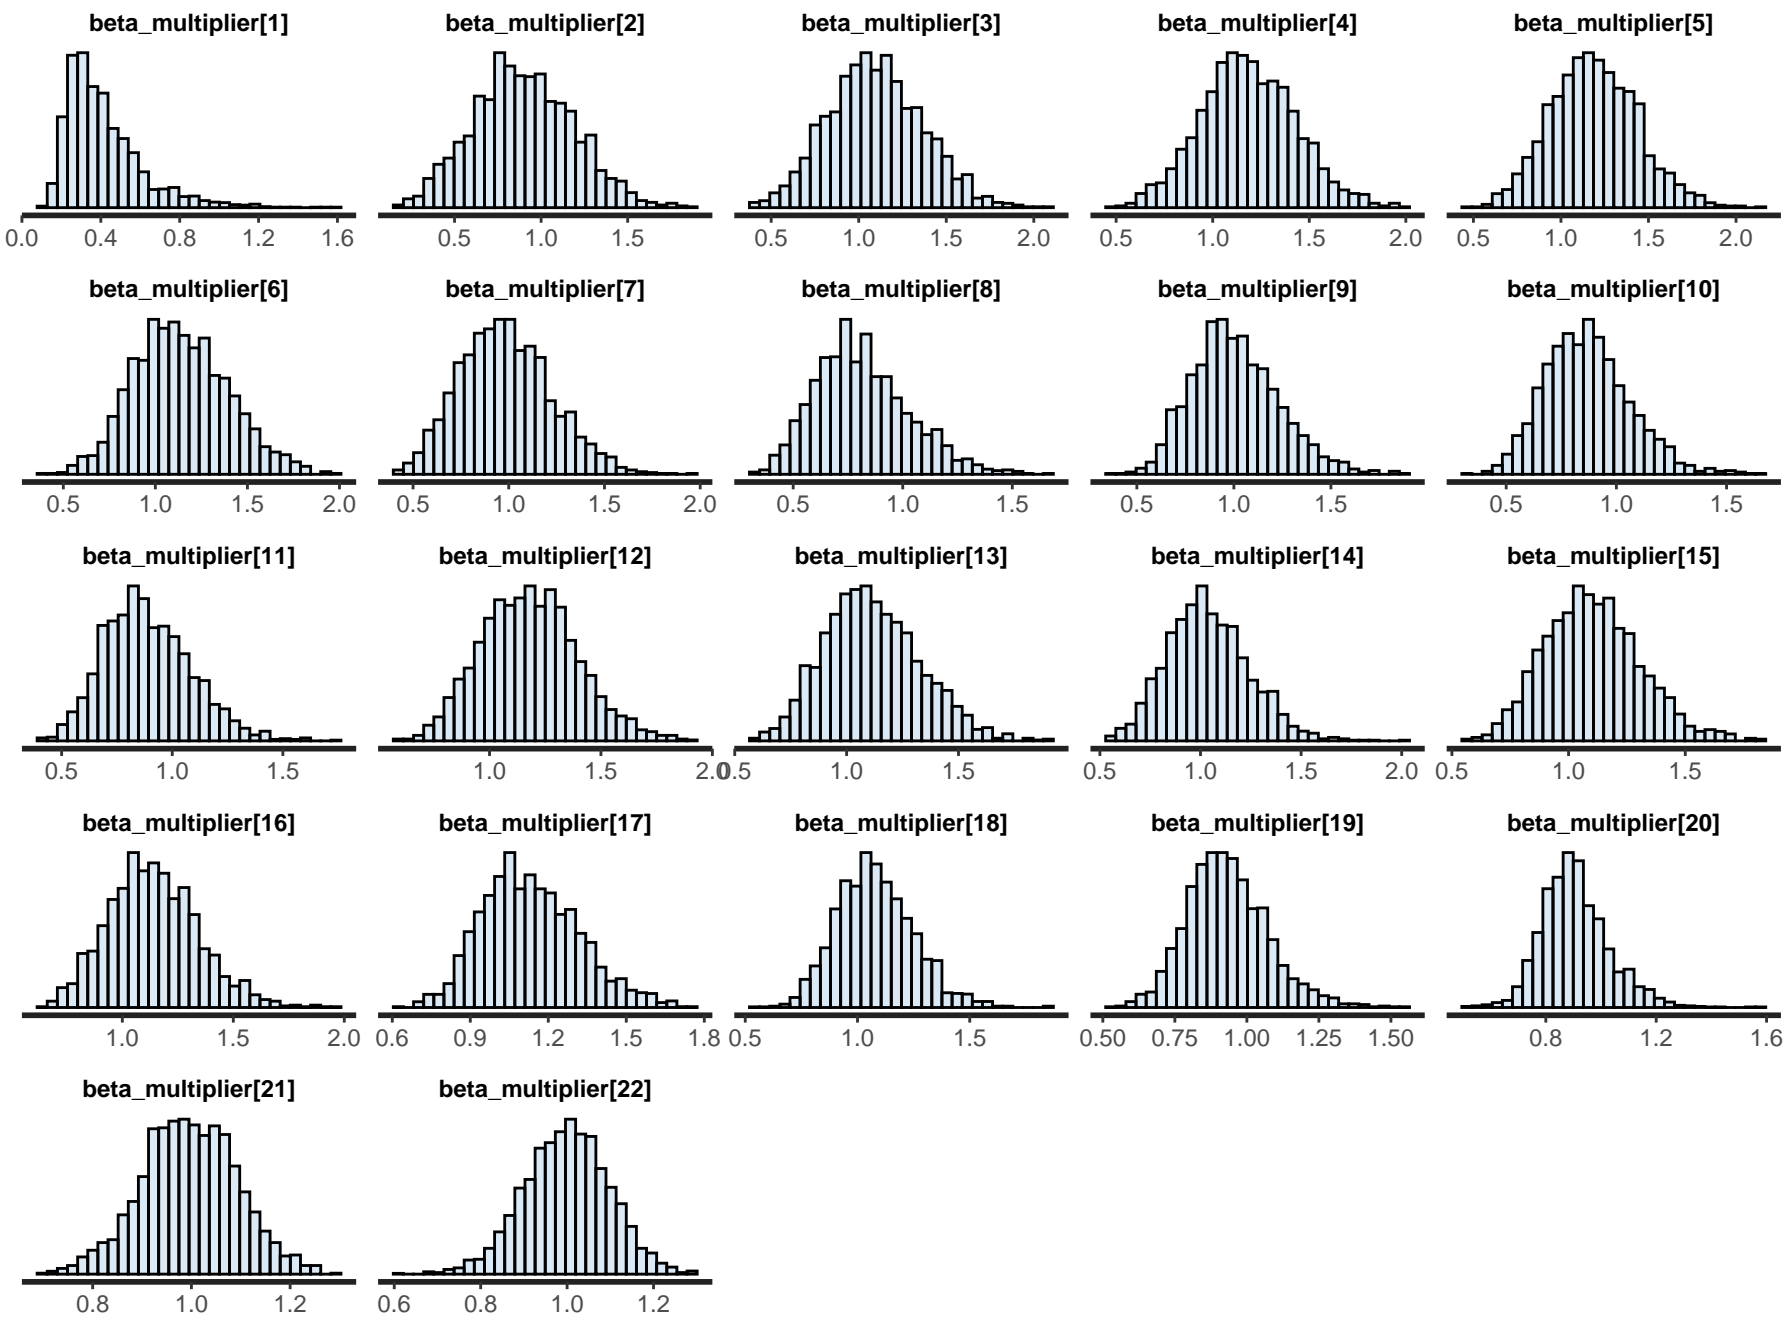 beta_multiplier[1] beta_multiplier[2] beta_multiplier[3] beta_multiplier[4] beta_multiplier[5]
0.0 0.4 0.8 1.2 1.6 0.5 1.0 1.5 0.5 1.0 1.5 2.0 0.5 1.0 1.5 2.0 0.5 1.0 1.5 2.0
beta_multiplier[6] beta_multiplier[7] beta_multiplier[8] beta_multiplier[9] beta_multiplier[10]
0.5 1.0 1.5 2.0 0.5 1.0 1.5 2.0 0.5 1.0 1.5 0.5 1.0 1.5 0.5 1.0 1.5
beta_multiplier[11] beta_multiplier[12] beta_multiplier[13] beta_multiplier[14] beta_multiplier[15]
0.5 1.0 1.5 1.0 1.5 2.0 0.5 1.0 1.5 0.5 1.0 1.5 2.0 0.5 1.0 1.5
beta_multiplier[16] beta_multiplier[17] beta_multiplier[18] beta_multiplier[19] beta_multiplier[20]
1.0 1.5 2.0 0.6 0.9 1.2 1.5 1.8 0.5 1.0 1.5 0.50 0.75 1.00 1.25 1.50 0.8 1.2 1.6
beta_multiplier[21] beta_multiplier[22]
0.8 1.0 1.2 0.6 0.8 1.0 1.2